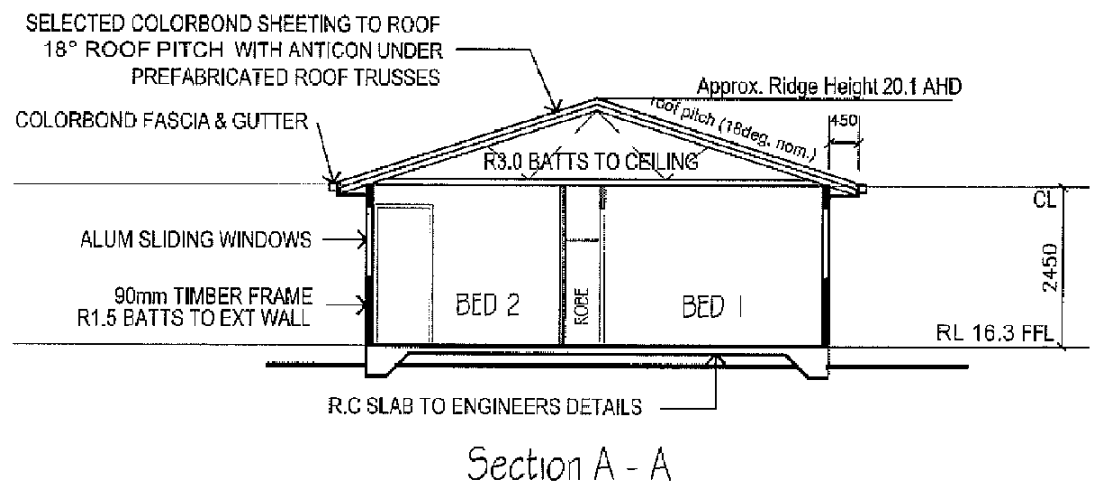 SELECTED COLORBOND SHEETING TO ROOF
18° ROOF PITCH WITH ANTICON UNDER
PREFABRICATED ROOF TRUSSES
Approx. Ridge Height 20.1 AHD
COLORBOND FASCIA & GUTTER
roof pitch (18deg. nom.)
450
R3.0 BATTS TO CEILING
CL
ALUM SLIDING WINDOWS
2450
90mm TIMBER FRAME
R1.5 BATTS TO EXT WALL
BED 2
ROBE
BED 1
RL 16.3 FFL
R.C SLAB TO ENGINEERS DETAILS
Section A - A